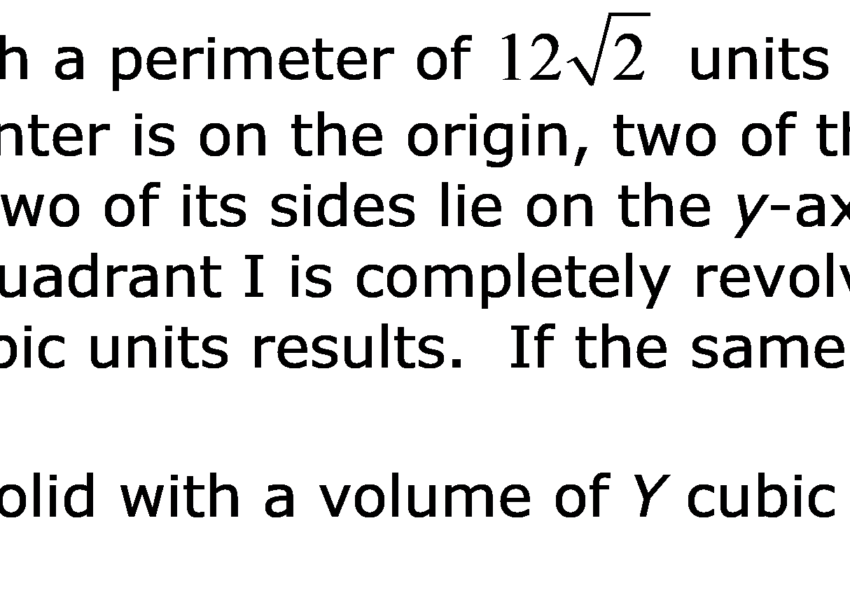 h a perimeter of 12√2 units
nter is on the origin, two of th
wo of its sides lie on the y-ax
uadrant I is completely revolv
bic units results. If the same
olid with a volume of Y cubic